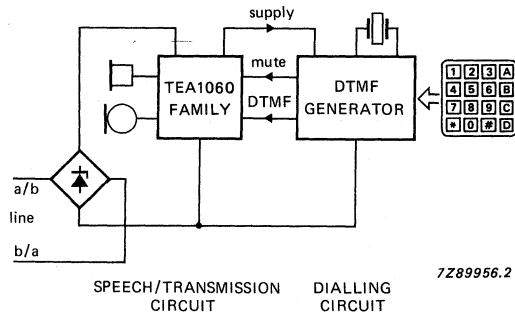 supply
TEA1060
FAMILY
mute
DTMF
DTMF
GENERATOR
1 2 3 A
4 5 6 B
7 8 9 C
* 0 # D
a/b
line
b/a
7Z89956.2
SPEECH/TRANSMISSION
CIRCUIT
DIALLING
CIRCUIT